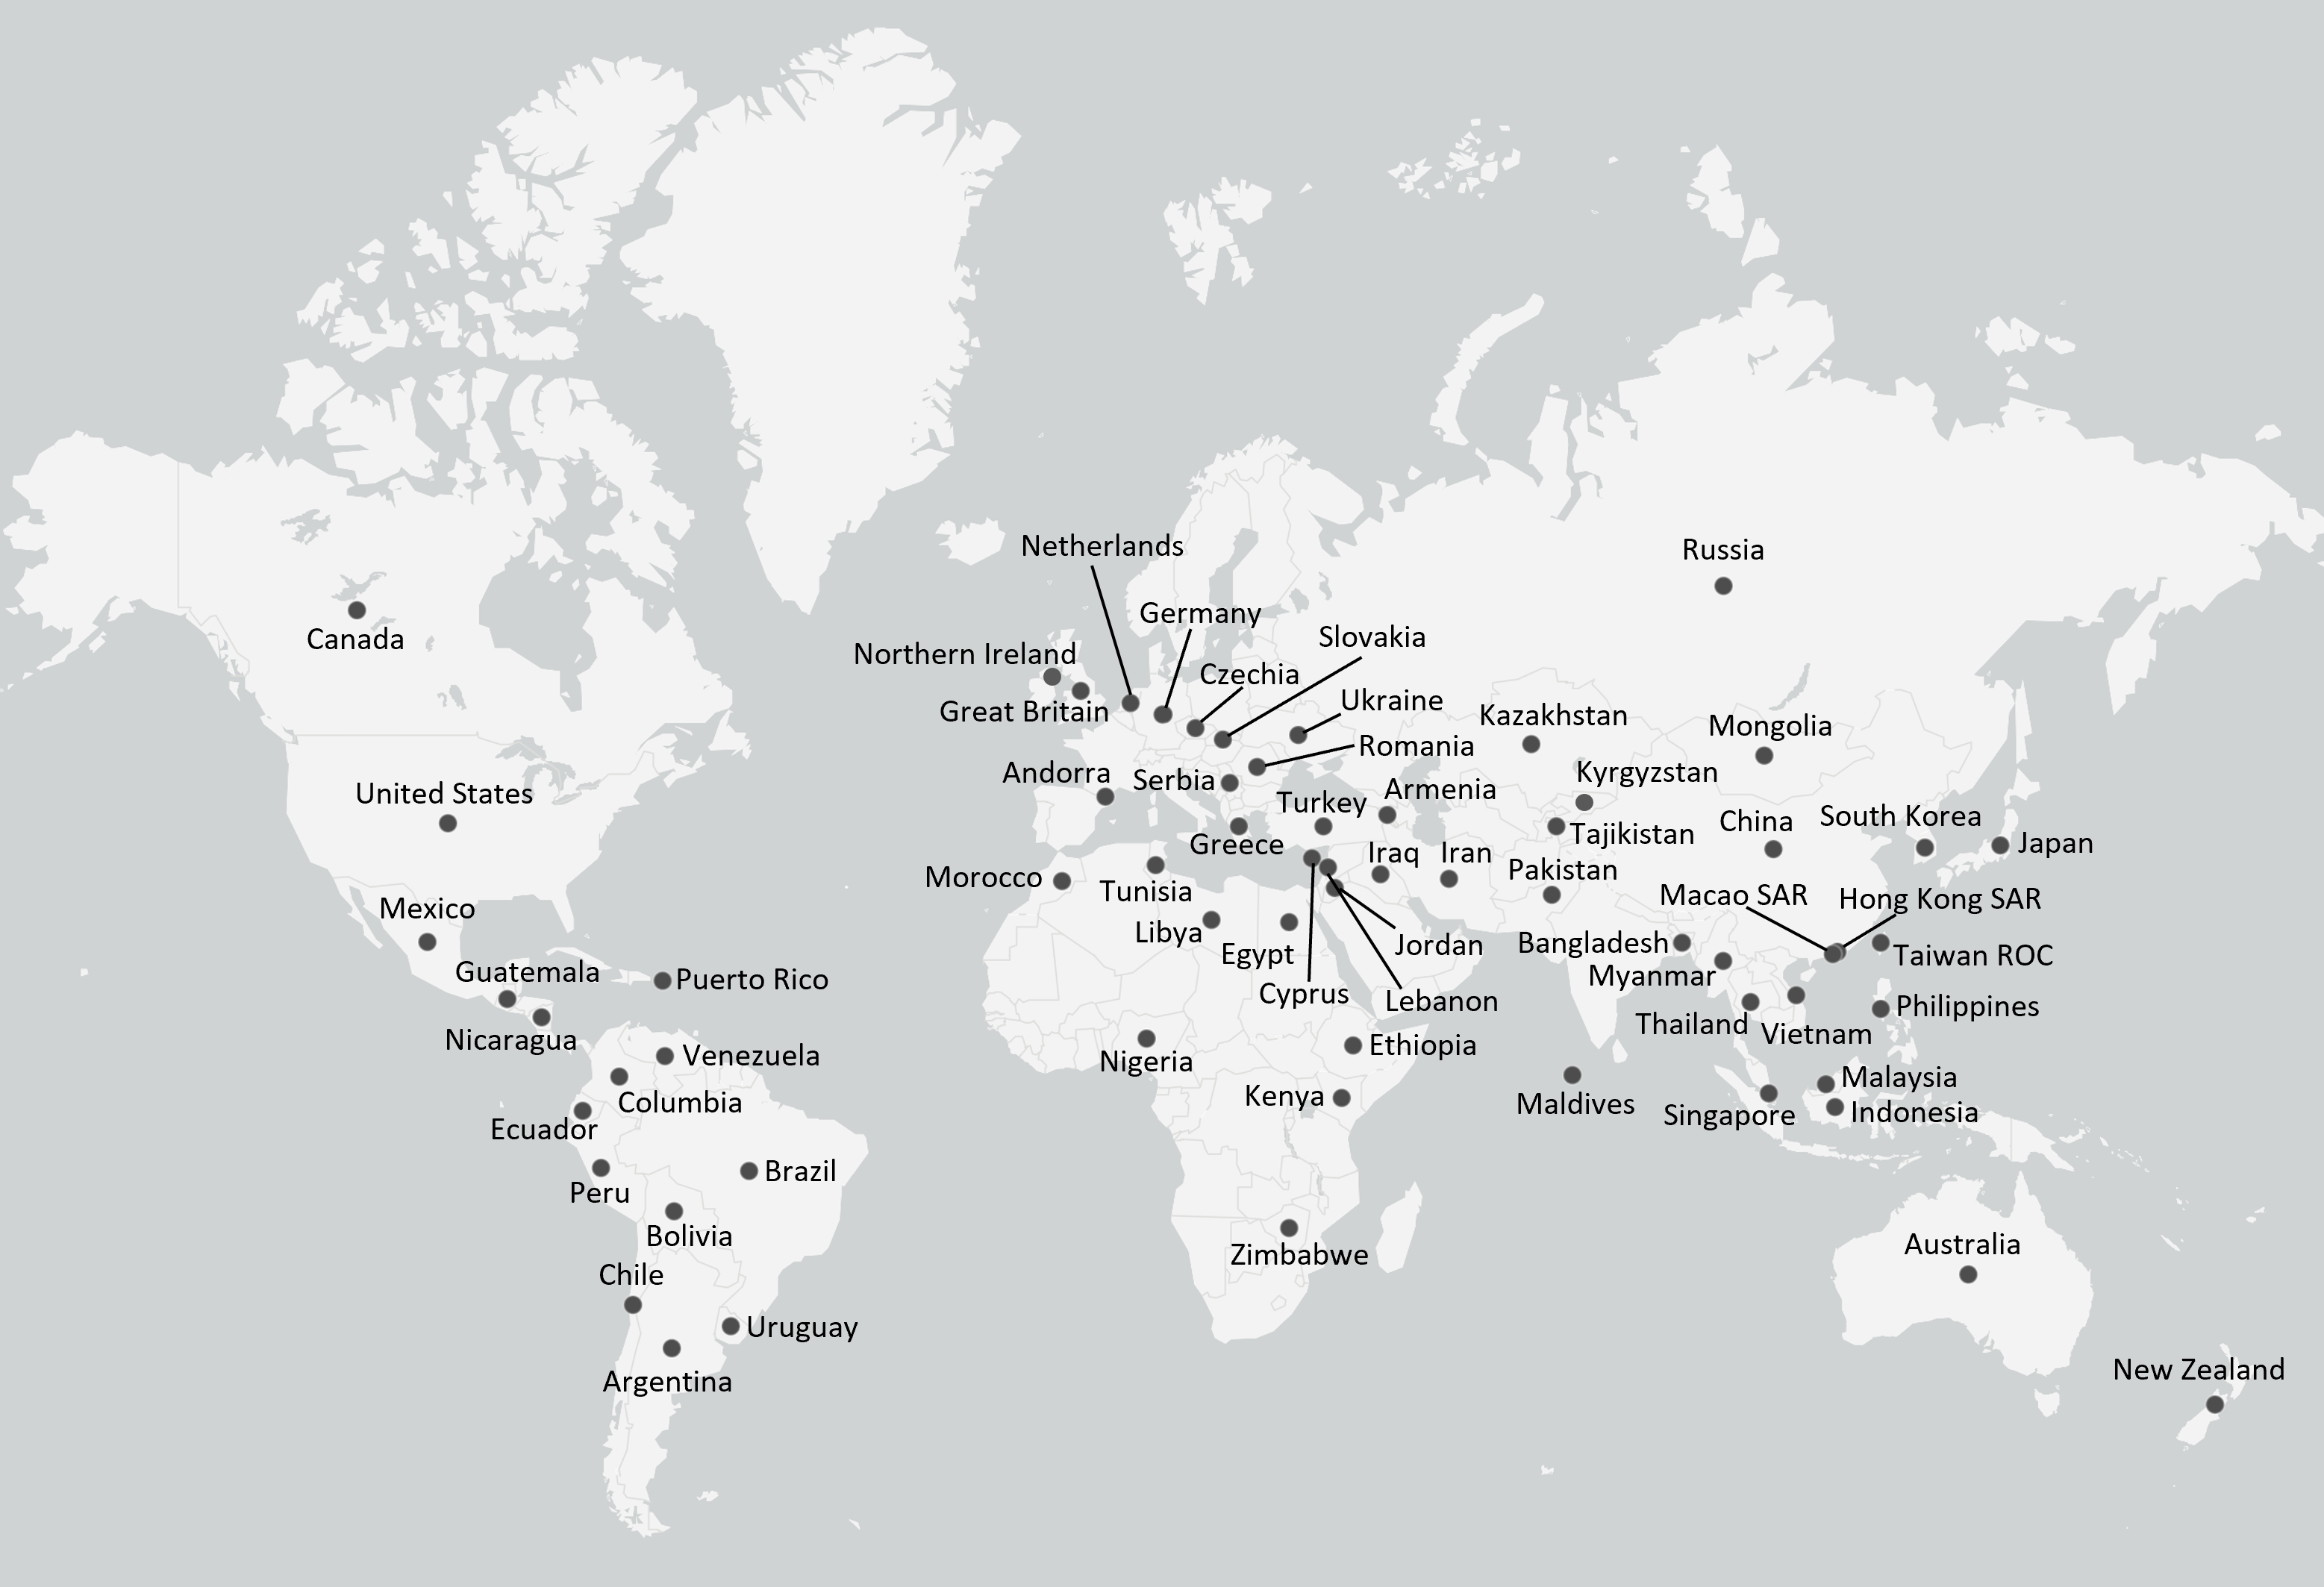 Netherlands
Russia
Germany
Canada
Slovakia
Northern Ireland
Czechia
Ukraine
Great Britain
Kazakhstan
Mongolia
Romania
Andorra
Serbia
Kyrgyzstan
United States
Armenia
Turkey
South Korea
China
Tajikistan
Japan
Greece
Iraq
Iran
Pakistan
Morocco
Tunisia
Macao SAR
Hong Kong SAR
Mexico
Libya
Egypt
Jordan
Bangladesh
Taiwan ROC
Guatemala
Puerto Rico
Myanmar
Cyprus
Lebanon
Philippines
Thailand
Vietnam
Nicaragua
Venezuela
Nigeria
Ethiopia
Columbia
Kenya
Maldives
Malaysia
Singapore
Indonesia
Ecuador
Brazil
Peru
Bolivia
Zimbabwe
Australia
Chile
Uruguay
New Zealand
Argentina